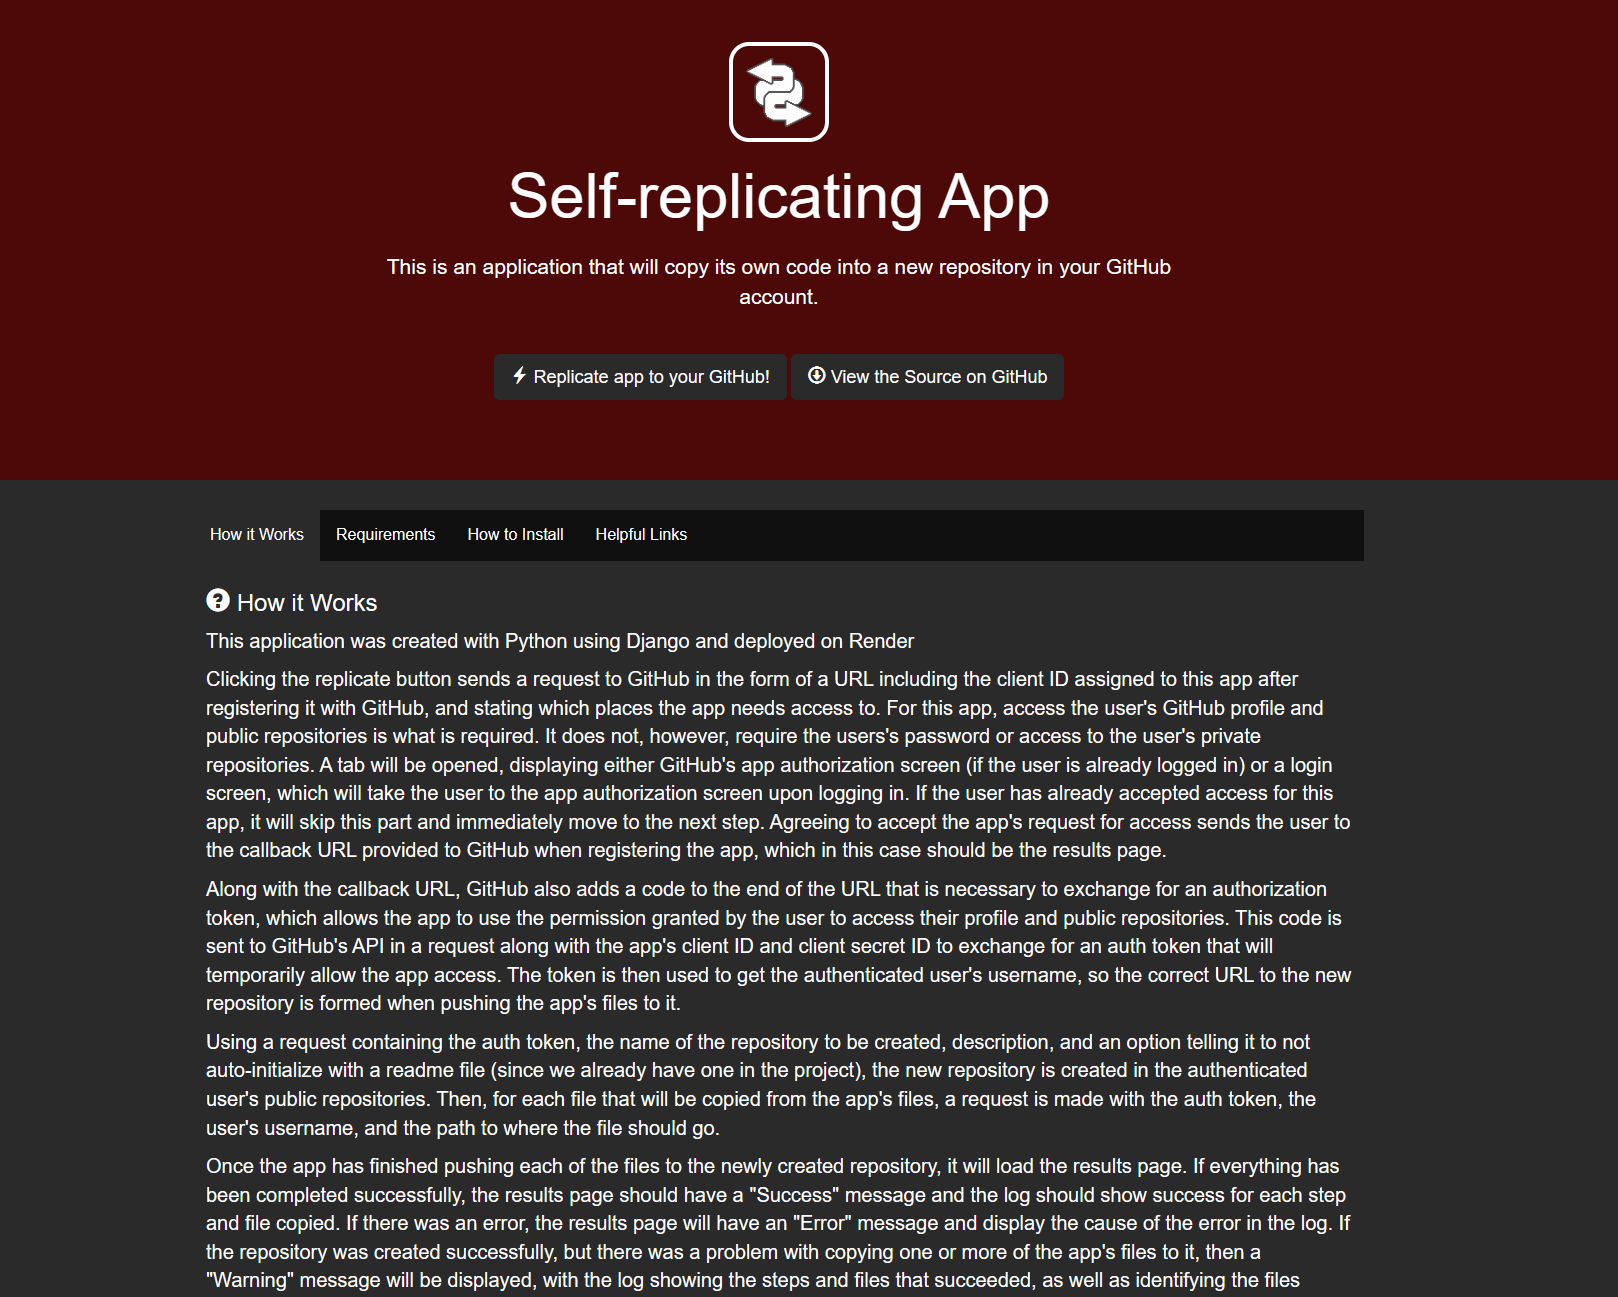 Self-replicating App
This is an application that will copy its own code into a new repository in your GitHub
account.
Replicate app to your GitHub! View the Source on GitHub
How it Works Requirements How to Install Helpful Links
How it Works
This application was created with Python using Django and deployed on Render
Clicking the replicate button sends a request to GitHub in the form of a URL including the client ID assigned to this app after
registering it with GitHub, and stating which places the app needs access to. For this app, access the user's GitHub profile and
public repositories is what is required. It does not, however, require the users's password or access to the user's private
repositories. A tab will be opened, displaying either GitHub's app authorization screen (if the user is already logged in) or a login
screen, which will take the user to the app authorization screen upon logging in. If the user has already accepted access for this
app, it will skip this part and immediately move to the next step. Agreeing to accept the app's request for access sends the user to
the callback URL provided to GitHub when registering the app, which in this case should be the results page.
Along with the callback URL, GitHub also adds a code to the end of the URL that is necessary to exchange for an authorization
token, which allows the app to use the permission granted by the user to access their profile and public repositories. This code is
sent to GitHub's API in a request along with the app's client ID and client secret ID to exchange for an auth token that will
temporarily allow the app access. The token is then used to get the authenticated user's username, so the correct URL to the new
repository is formed when pushing the app's files to it.
Using a request containing the auth token, the name of the repository to be created, description, and an option telling it to not
auto-initialize with a readme file (since we already have one in the project), the new repository is created in the authenticated
user's public repositories. Then, for each file that will be copied from the app's files, a request is made with the auth token, the
user's username, and the path to where the file should go.
Once the app has finished pushing each of the files to the newly created repository, it will load the results page. If everything has
been completed successfully, the results page should have a "Success" message and the log should show success for each step
and file copied. If there was an error, the results page will have an "Error" message and display the cause of the error in the log. If
the repository was created successfully, but there was a problem with copying one or more of the app's files to it, then a
"Warning" message will be displayed, with the log showing the steps and files that succeeded, as well as identifying the files